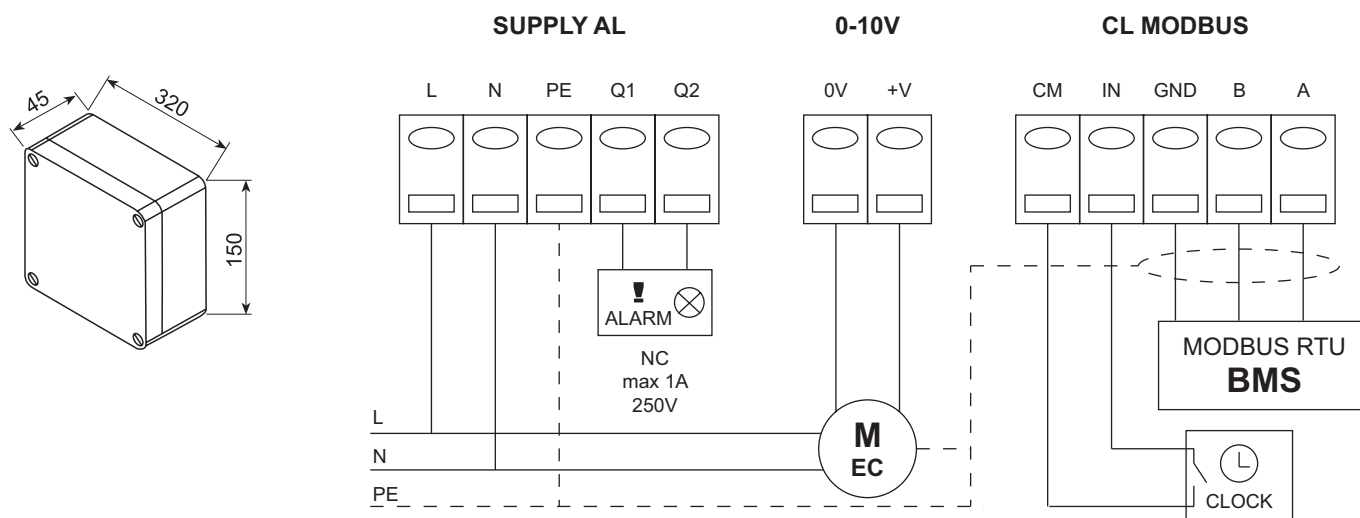 SUPPLY AL 0-10V CL MODBUS
L N PE Q1 Q2 0V +V CM IN GND B A
45
320
150
ALARM
NC
max 1A
250V
MODBUS RTU
BMS
L
N
PE
M
EC
CLOCK